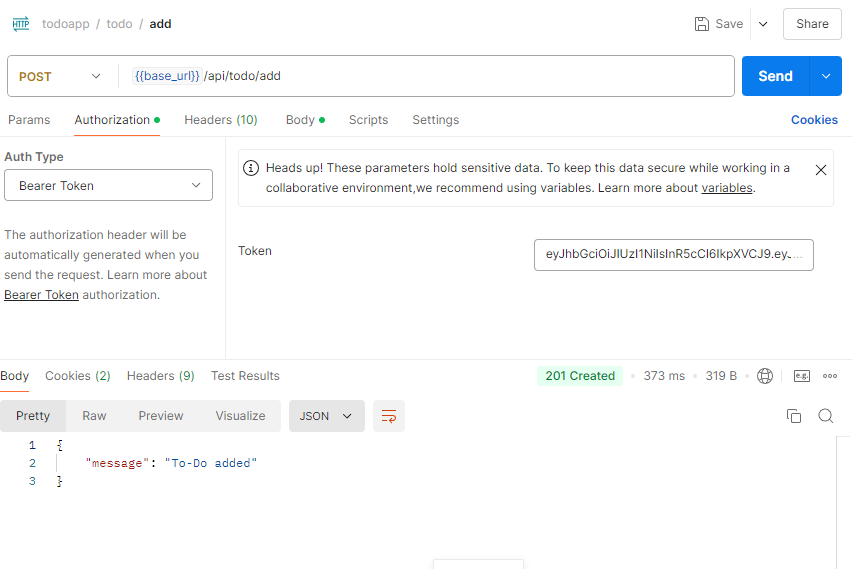 HTTP todoapp / todo / add Save Share
POST {{base_url}} /api/todo/add Send
Params Authorization Headers (10) Body Scripts Settings Cookies
Auth Type
Bearer Token
The authorization header will be
automatically generated when you
send the request. Learn more about
Bearer Token authorization.
Heads up! These parameters hold sensitive data. To keep this data secure while working in a
collaborative environment,we recommend using variables. Learn more about variables.
Token eyJhbGciOiJIUzI1NiIsInR5cCI6IkpXVCJ9.eyJ...
Body Cookies (2) Headers (9) Test Results 201 Created 373 ms 319 B e.g.
Pretty Raw Preview Visualize JSON
1 {
2 "message": "To-Do added"
3 }